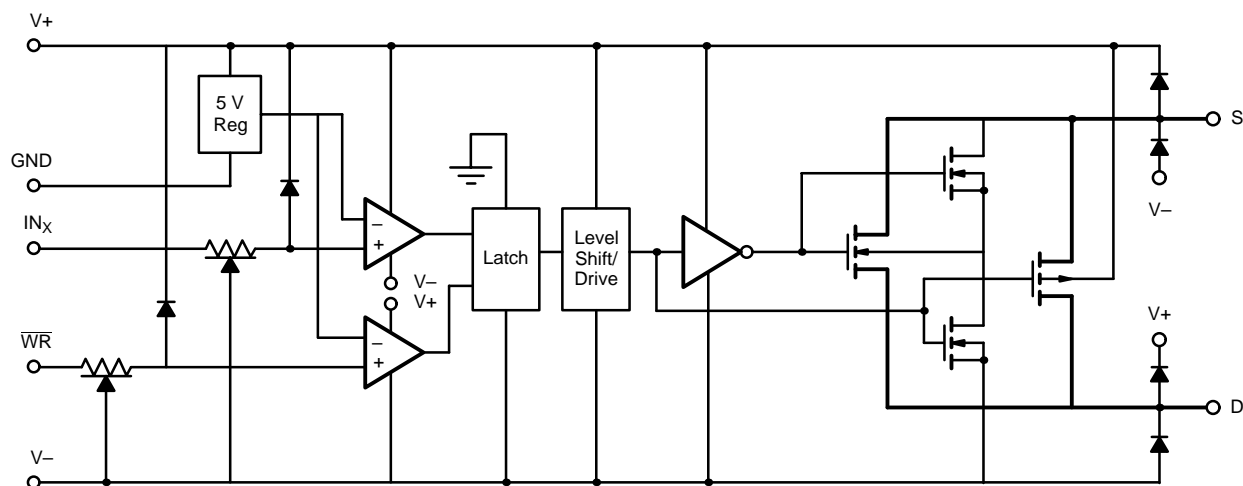 V+
5 V
Reg
S
GND
V–
INX
–
+
Latch
Level
Shift/
Drive
V–
V+
V+
WR
–
+
D
V–